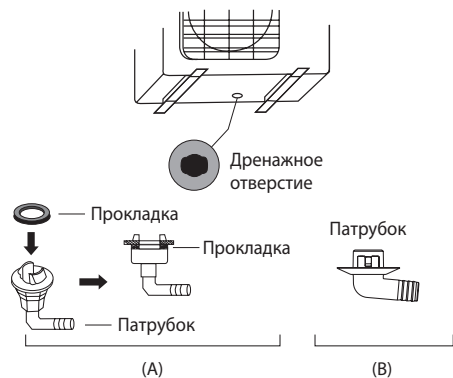 Дренажное
отверстие
Прокладка
Прокладка
Патрубок
Патрубок
(A)
(B)